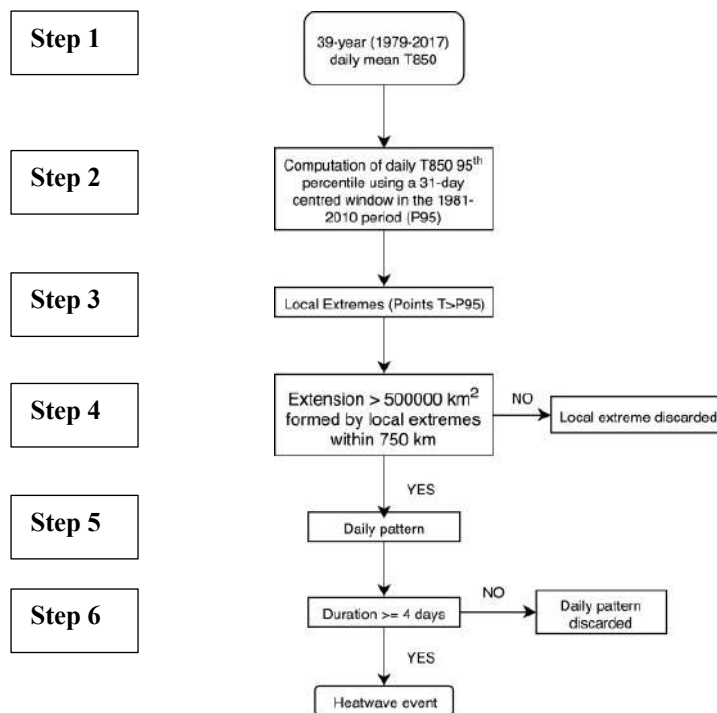 Step 1
39-year (1979-2017)
daily mean T850
Step 2
Computation of daily T850 95th
percentile using a 31-day
centred window in the 1981-
2010 period (P95)
Step 3
Local Extremes (Points T>P95)
Step 4
Extension > 500000 km2
formed by local extremes
within 750 km
NO
Local extreme discarded
YES
Step 5
Daily pattern
Step 6
Duration >= 4 days
NO
Daily pattern
discarded
YES
Heatwave event